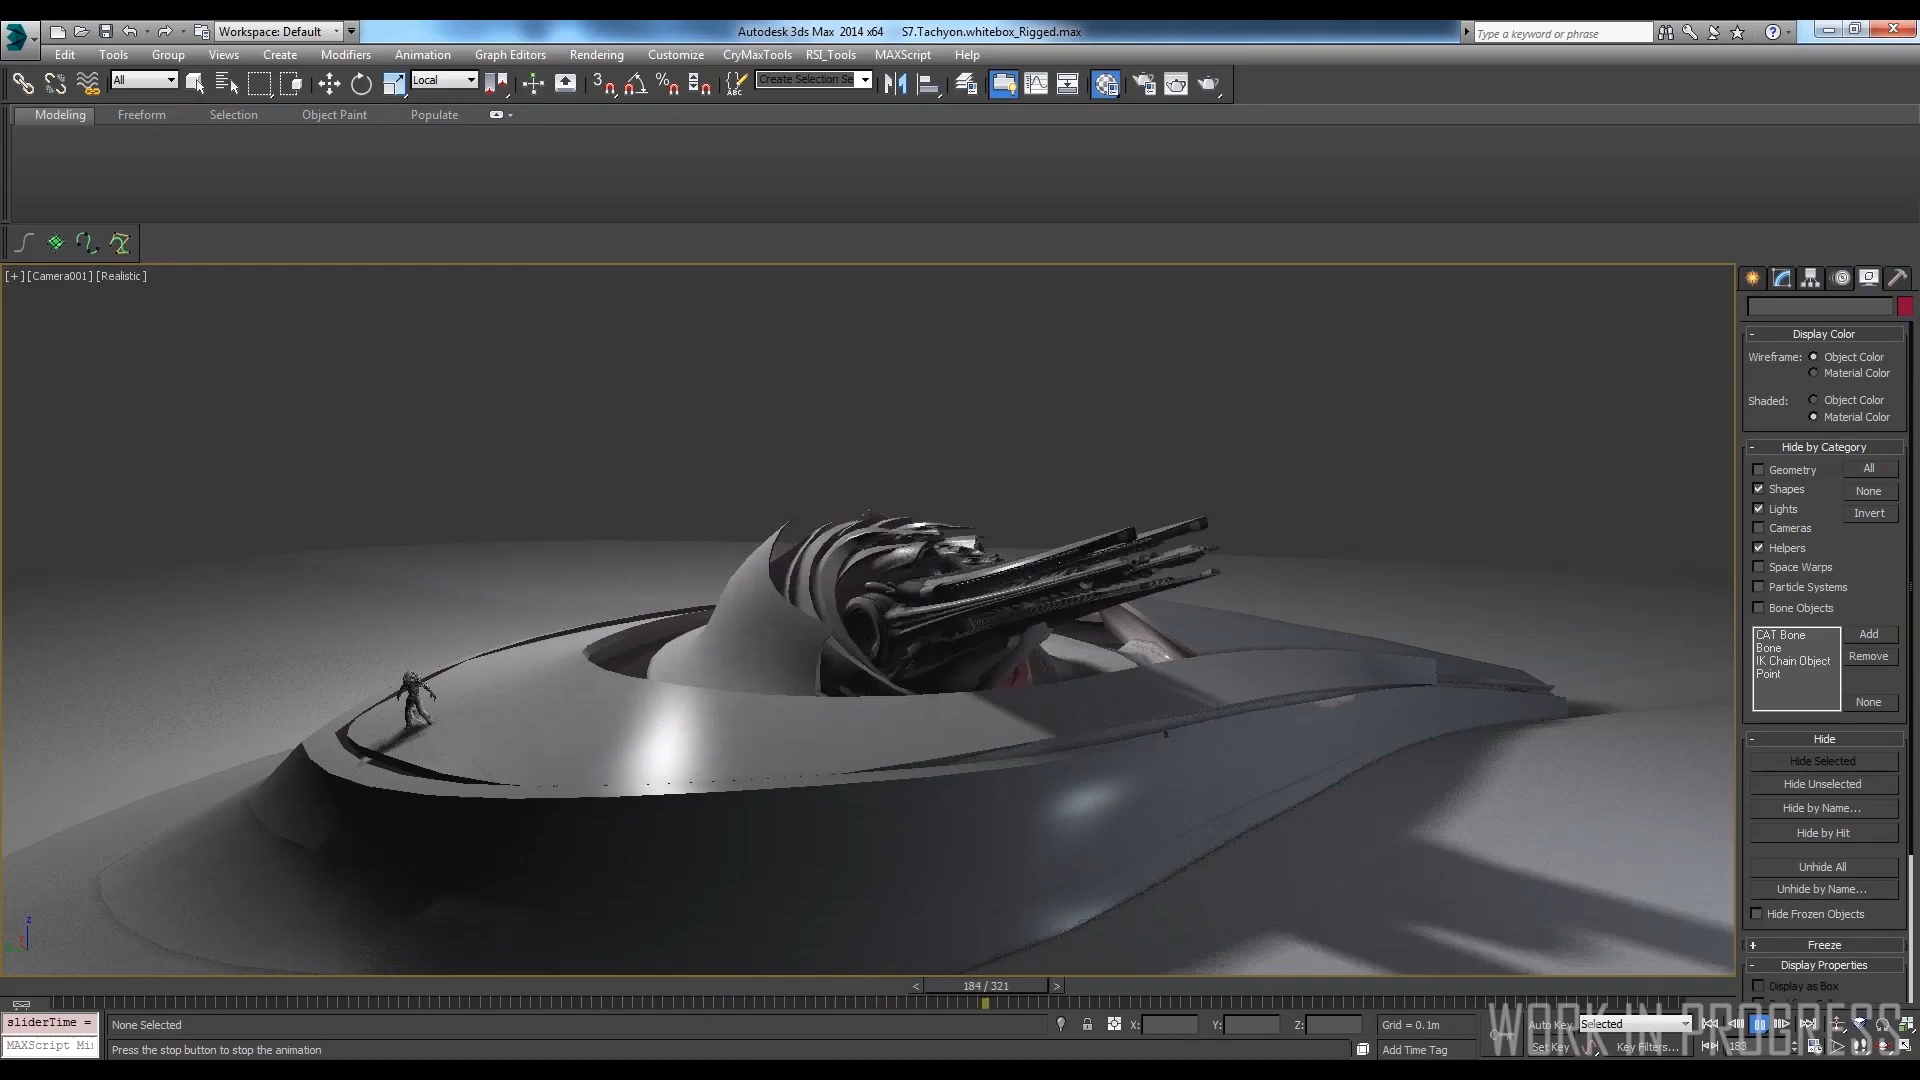 Workspace: Default
Autodesk 3ds Max 2014 x64 S7.Tachyon.whitebox_Rigged.max
Type a keyword or phrase
Edit Tools Group Views Create Modifiers Animation Graph Editors Rendering Customize CryMaxTools RSI_Tools MAXScript Help
All
Local
3
%
ABC
Create Selection Se
Modeling Freeform Selection Object Paint Populate
[+] [Camera001] [Realistic]
Display Color
Wireframe: Object Color
Material Color
Shaded: Object Color
Material Color
Hide by Category
Geometry All
Shapes None
Lights
Invert
Cameras
Helpers
Space Warps
Particle Systems
Bone Objects
CAT Bone
Bone
IK Chain Object
Point
Add
Remove
None
Hide
Hide Selected
Hide Unselected
Hide by Name...
Hide by Hit
Unhide All
Unhide by Name...
Hide Frozen Objects
Freeze
Display Properties
Display as Box
z
x
< 184 / 321 >
sliderTime =
None Selected
X: Y: Z:
Grid = 0.1m
Auto Key Selected
MAXScript Mi
Press the stop button to stop the animation
Add Time Tag
Set Key Key Filters... 183
WORK IN PROGRESS